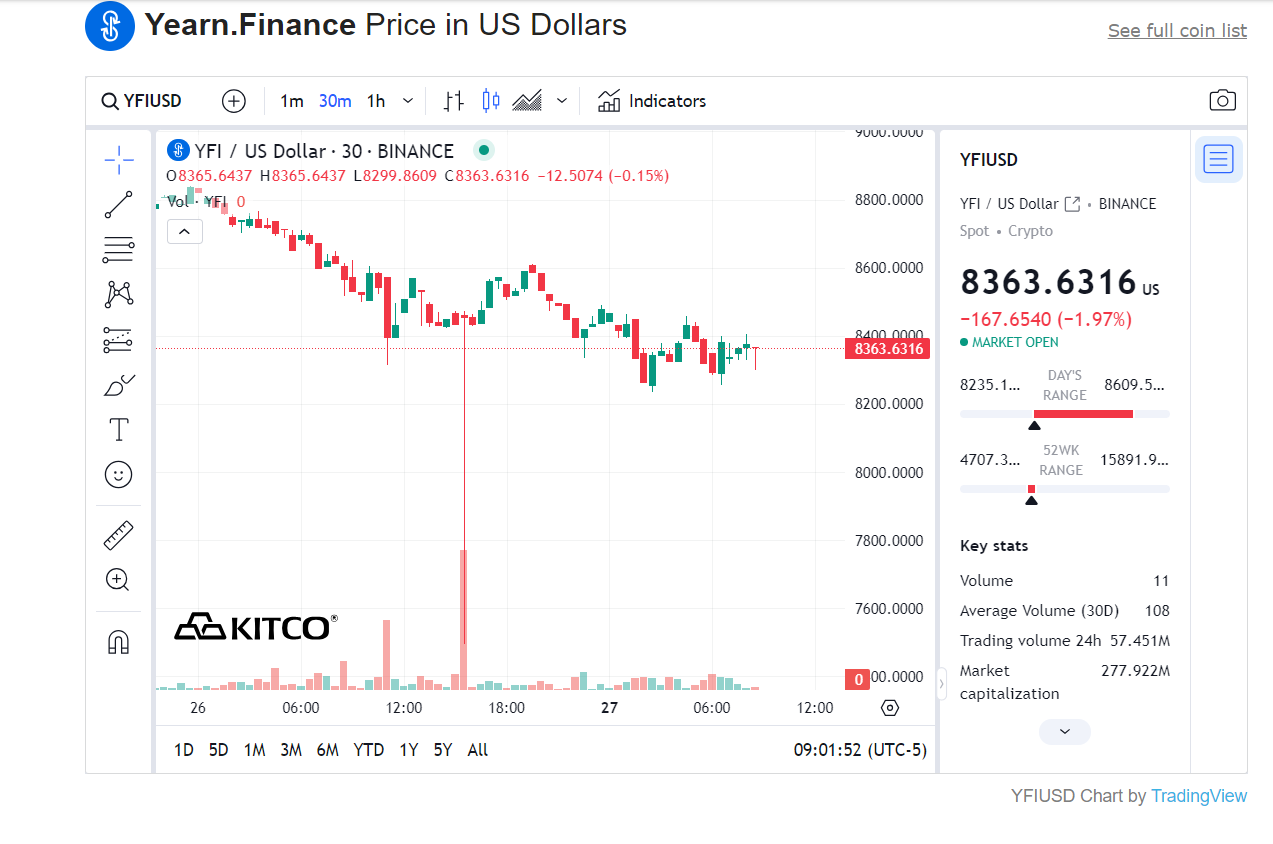 Yearn.Finance Price in US Dollars
See full coin list
YFIUSD
1m 30m 1h
Indicators
YFI / US Dollar · 30 · BINANCE
O8365.6437 H8365.6437 L8299.8609 C8363.6316 −12.5074 (−0.15%)
Vol · YFI 0
9000.0000
8800.0000
8600.0000
8400.0000
8363.6316
8200.0000
8000.0000
7800.0000
7600.0000
0
00.0000
KITCO®
26 06:00 12:00 18:00 27 06:00 12:00
1D 5D 1M 3M 6M YTD 1Y 5Y All
09:01:52 (UTC-5)
YFIUSD
YFI / US Dollar • BINANCE
Spot • Crypto
8363.6316 US
−167.6540 (−1.97%)
MARKET OPEN
8235.1... DAY'S RANGE 8609.5...
4707.3... 52WK RANGE 15891.9...
Key stats
Volume 11
Average Volume (30D) 108
Trading volume 24h 57.451M
Market capitalization 277.922M
YFIUSD Chart by TradingView